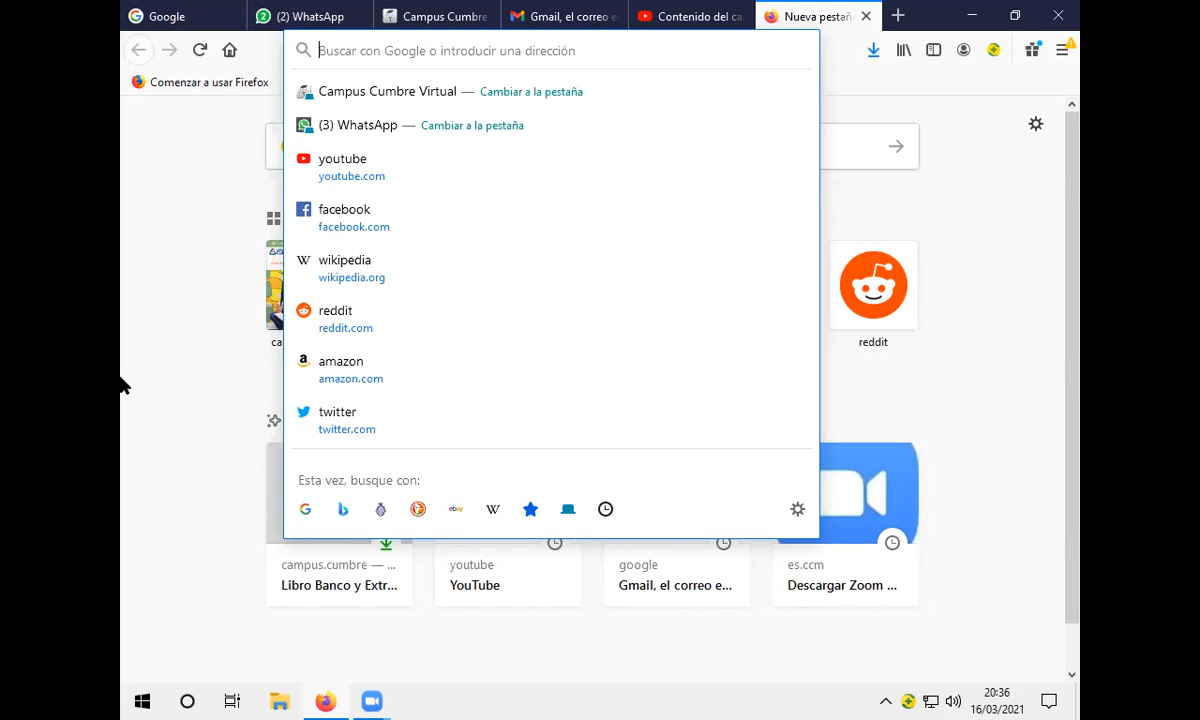 Google
(2) WhatsApp
Campus Cumbre
Gmail, el correo e
Contenido del ca
Nueva pestañ
Buscar con Google o introducir una dirección
Comenzar a usar Firefox
Campus Cumbre Virtual — Cambiar a la pestaña
(3) WhatsApp — Cambiar a la pestaña
youtube
youtube.com
facebook
facebook.com
wikipedia
wikipedia.org
reddit
reddit.com
amazon
amazon.com
twitter
twitter.com
ca
reddit
Esta vez, busque con:
ebay
campus.cumbre — ...
Libro Banco y Extr...
youtube
YouTube
google
Gmail, el correo e...
es.ccm
Descargar Zoom ...
20:36
16/03/2021